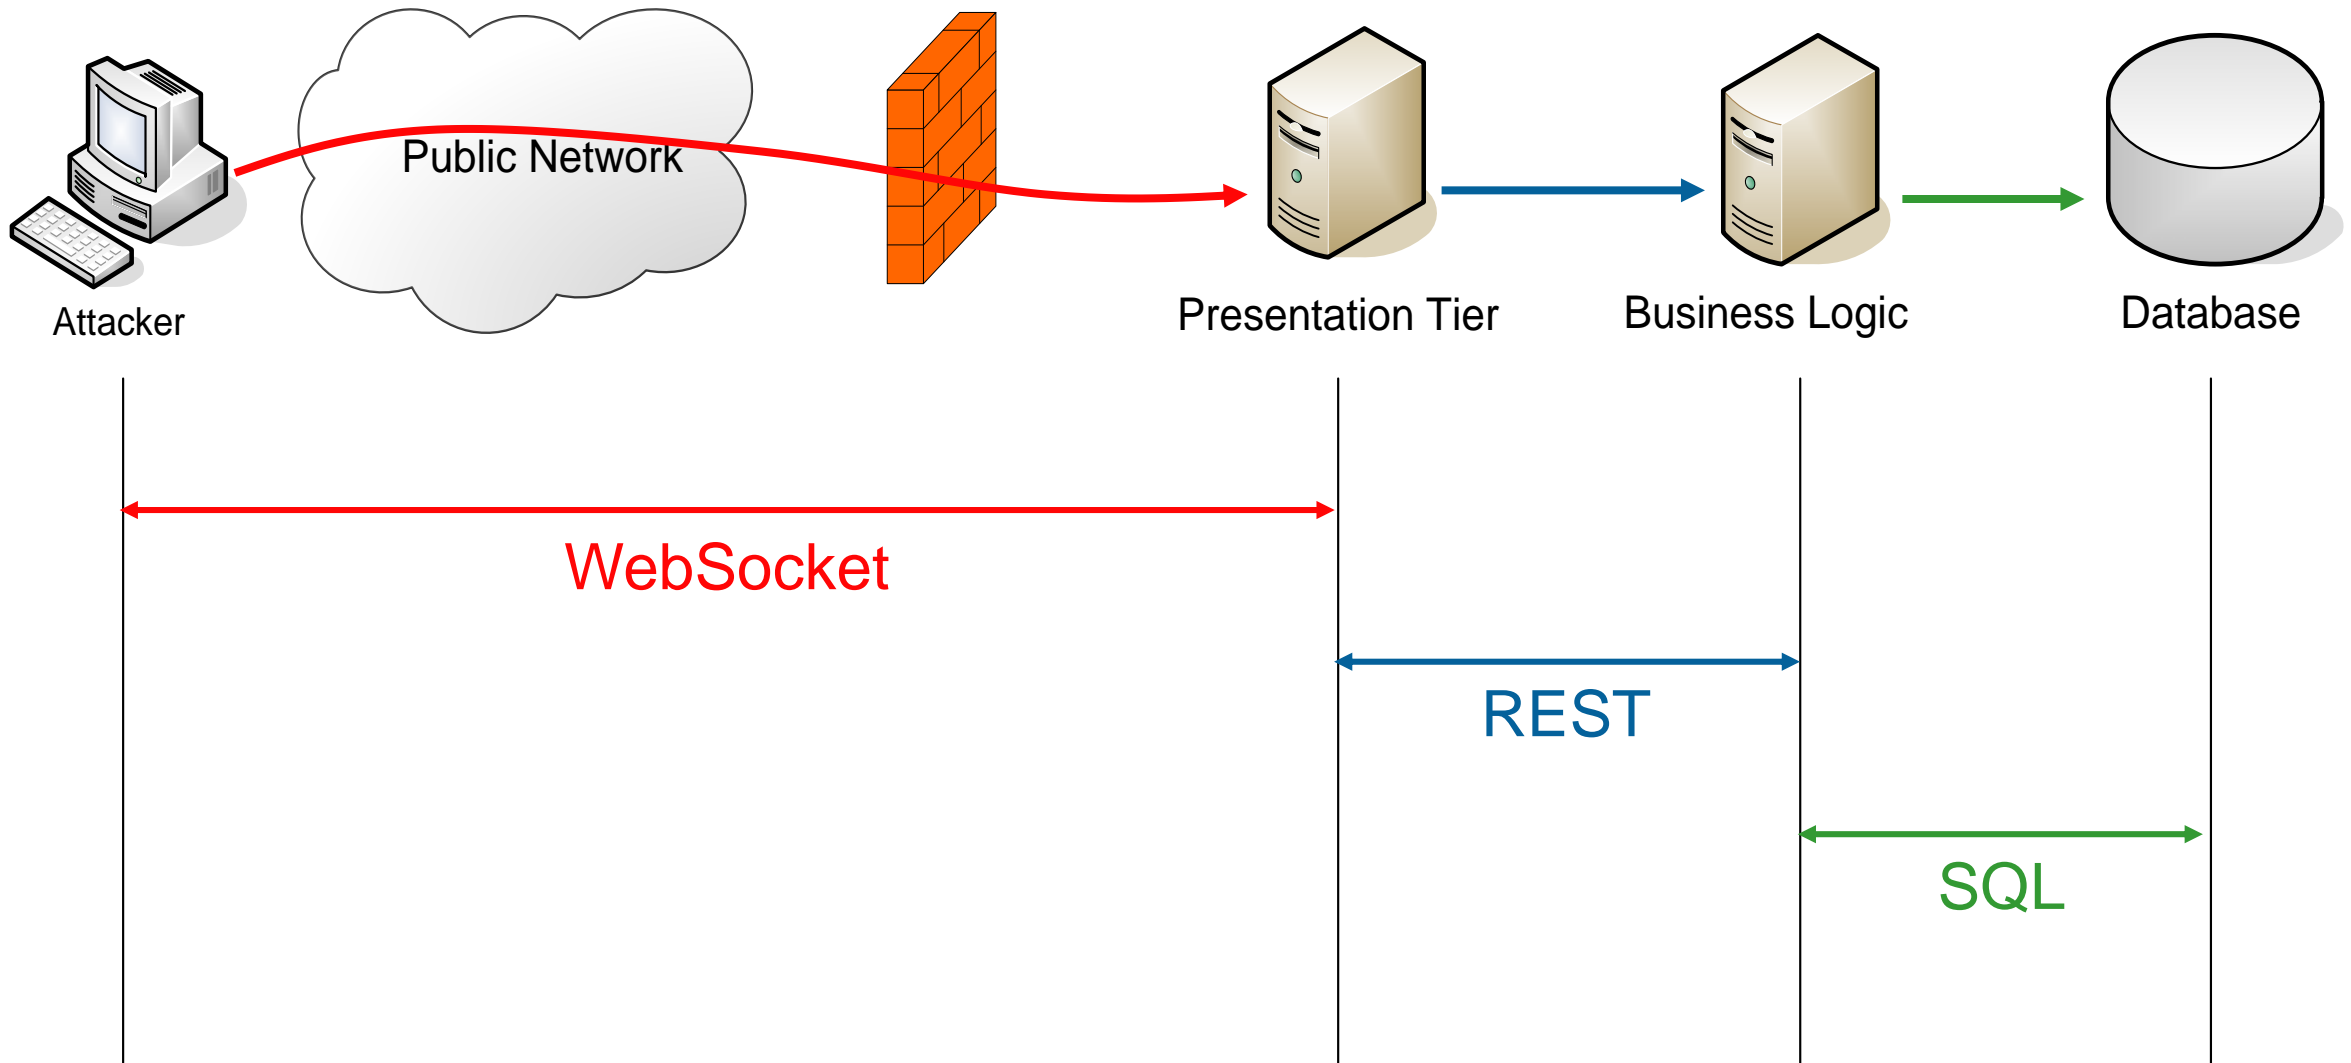 Public Network
Attacker
Presentation Tier
Business Logic
Database
WebSocket
REST
SQL